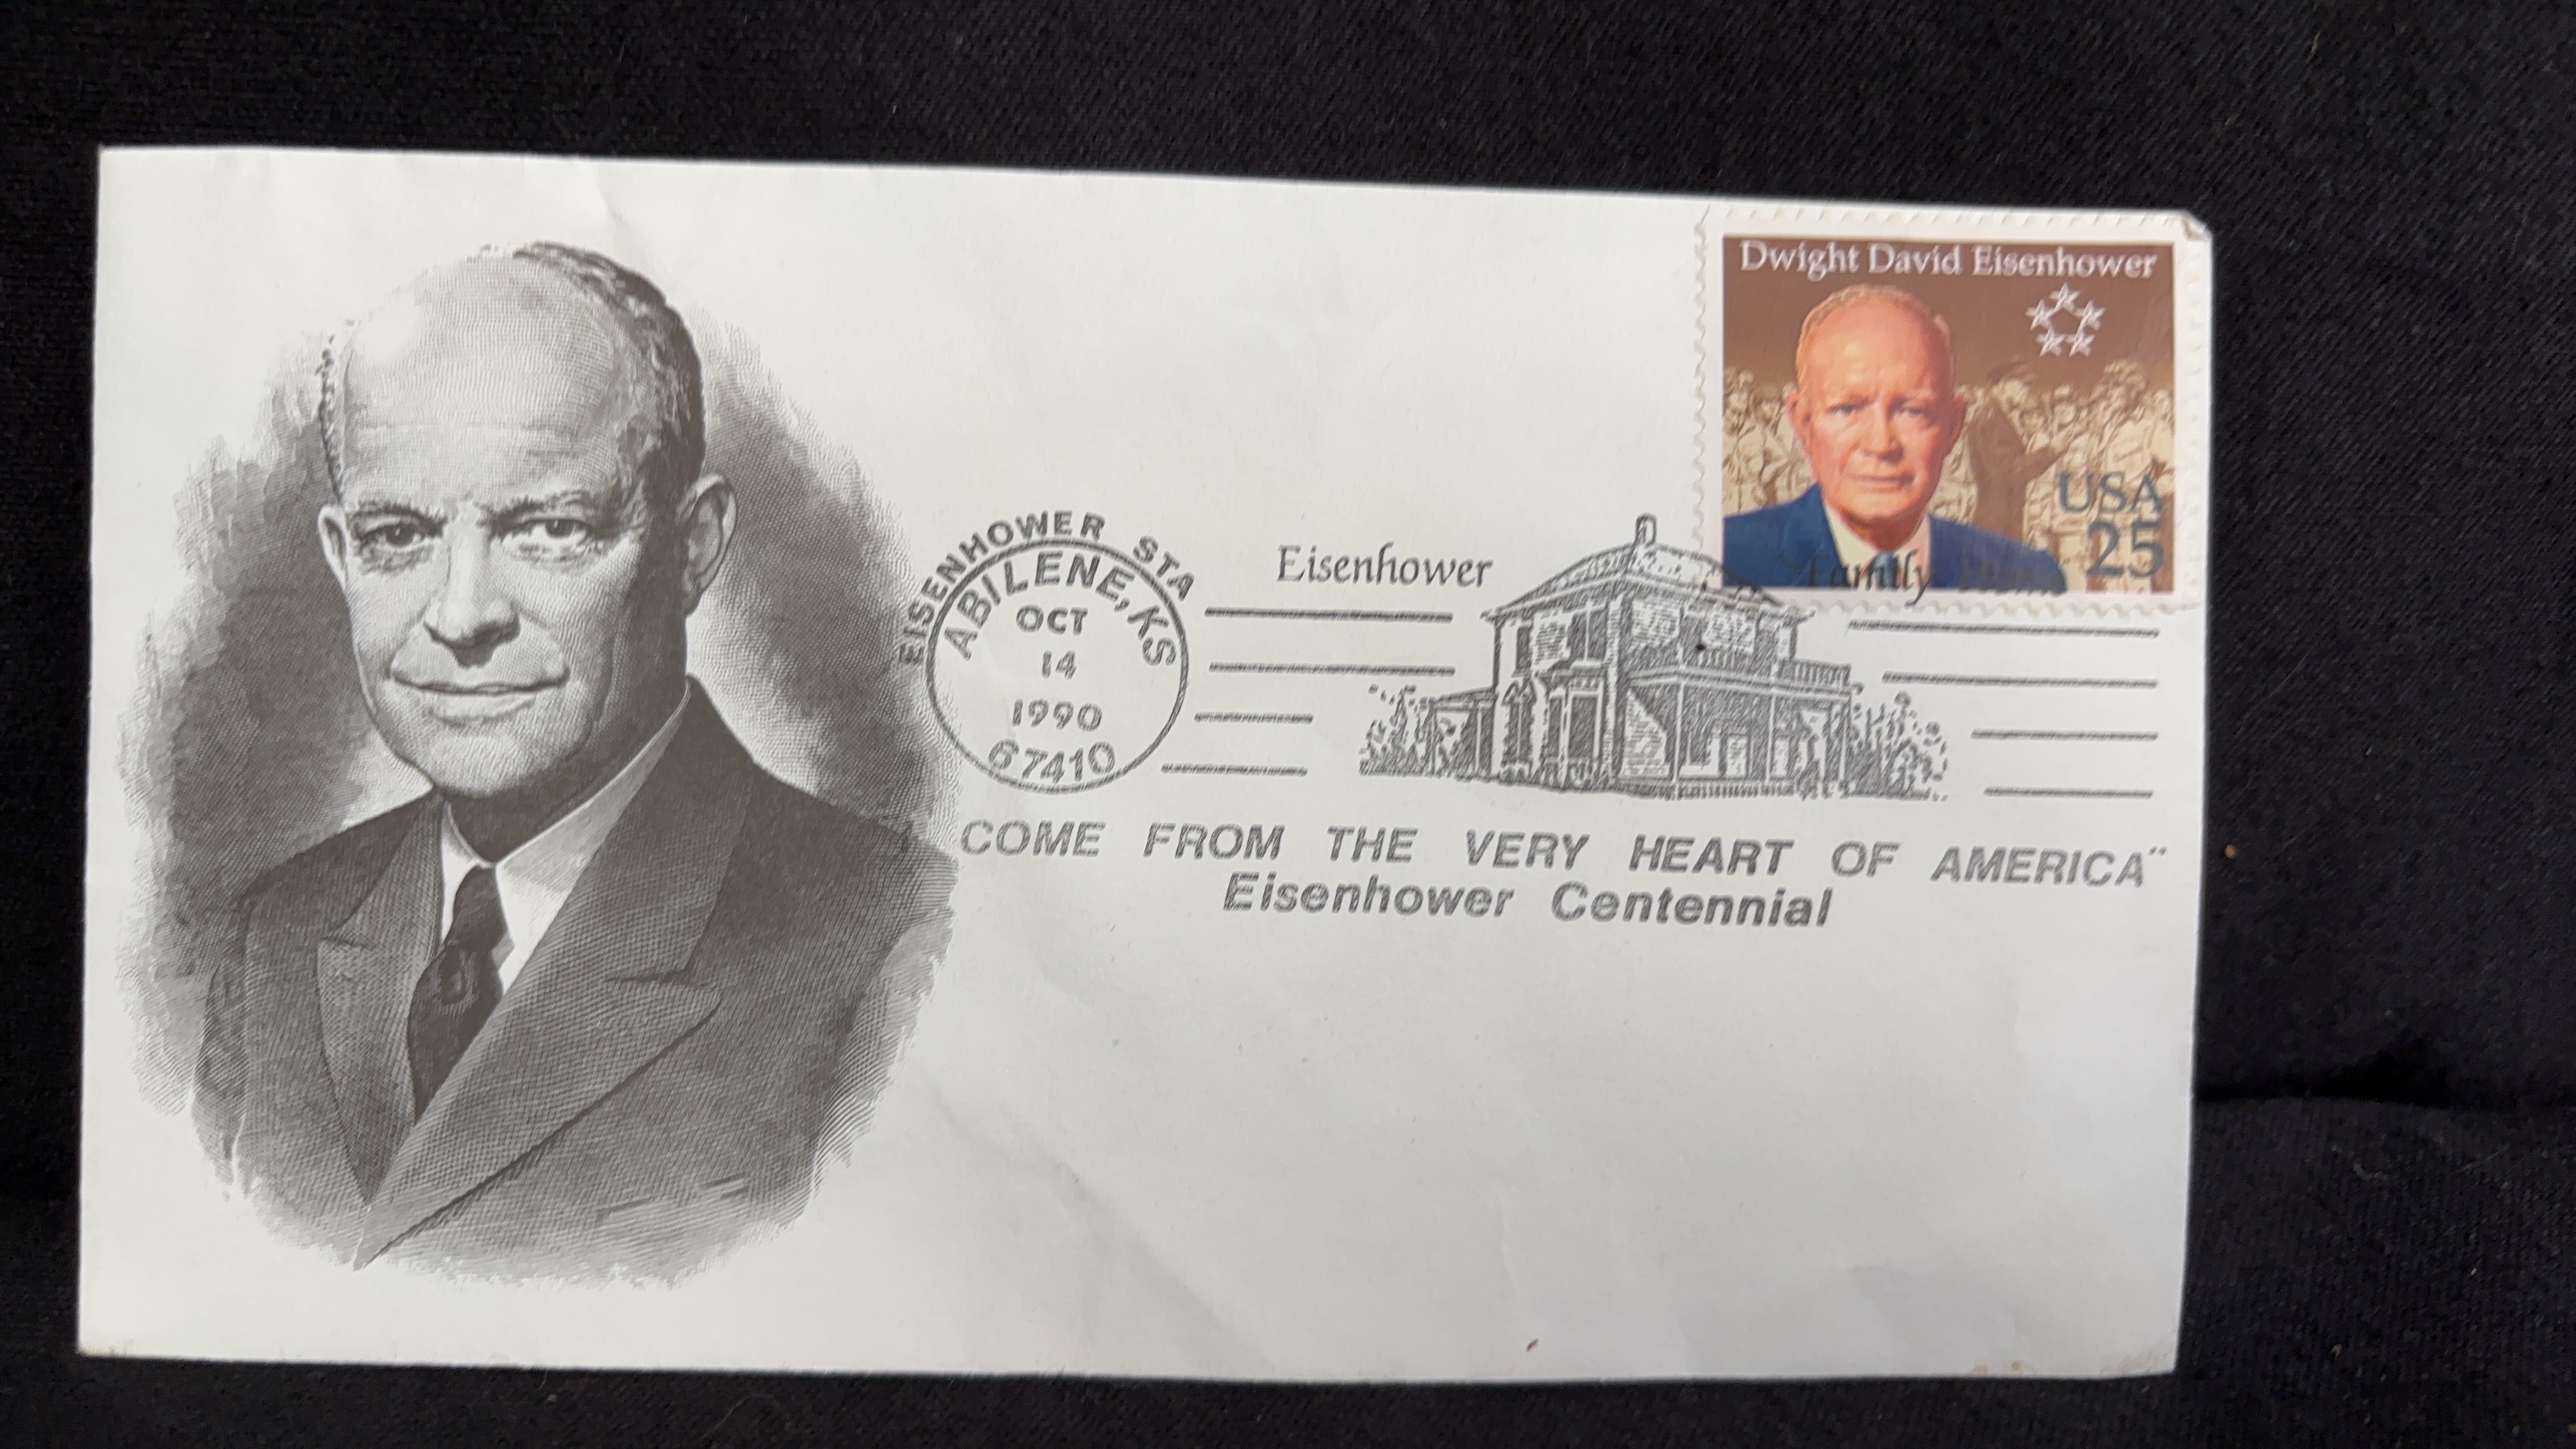 Dwight David Eisenhower
USA
25
EISENHOWER STA
ABILENE, KS
OCT
14
1990
67410
Eisenhower Family
COME FROM THE VERY HEART OF AMERICA"
Eisenhower Centennial